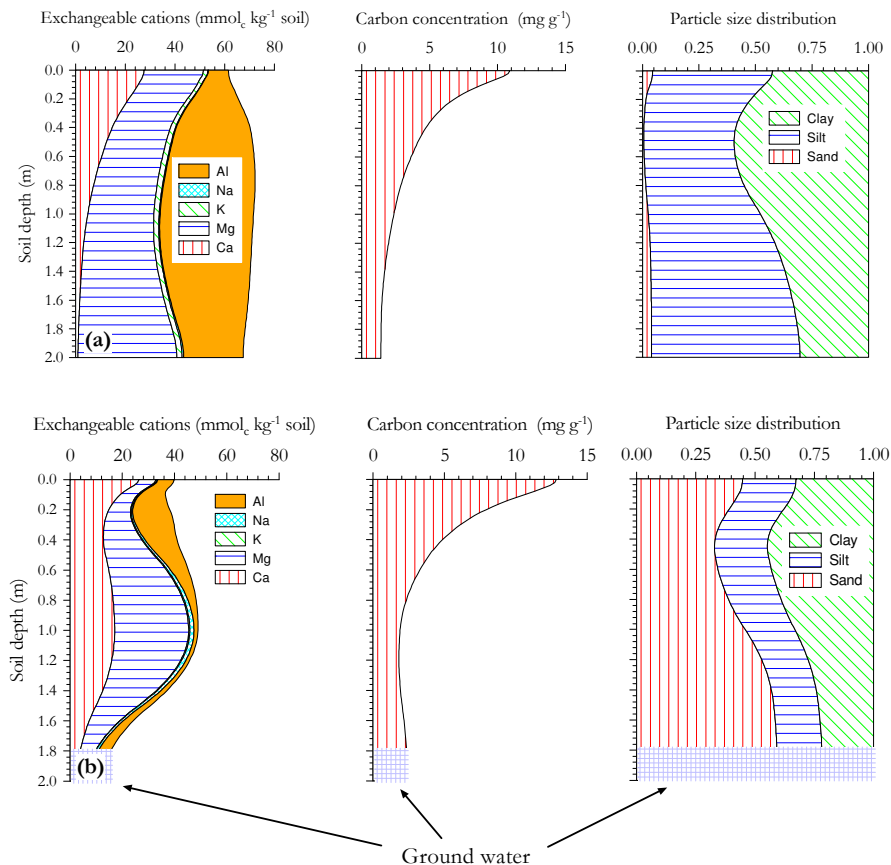 Exchangeable cations (mmol_c kg⁻¹ soil)
0 20 40 60 80
Soil depth (m)
0.0
0.2
0.4
0.6
0.8
1.0
1.2
1.4
1.6
1.8
2.0
Al
Na
K
Mg
Ca
(a)
Carbon concentration (mg g⁻¹)
0 5 10 15
Particle size distribution
0.00 0.25 0.50 0.75 1.00
Clay
Silt
Sand
Exchangeable cations (mmol_c kg⁻¹ soil)
0 20 40 60 80
Soil depth (m)
0.0
0.2
0.4
0.6
0.8
1.0
1.2
1.4
1.6
1.8
2.0
Al
Na
K
Mg
Ca
(b)
Carbon concentration (mg g⁻¹)
0 5 10 15
Particle size distribution
0.00 0.25 0.50 0.75 1.00
Clay
Silt
Sand
Ground water